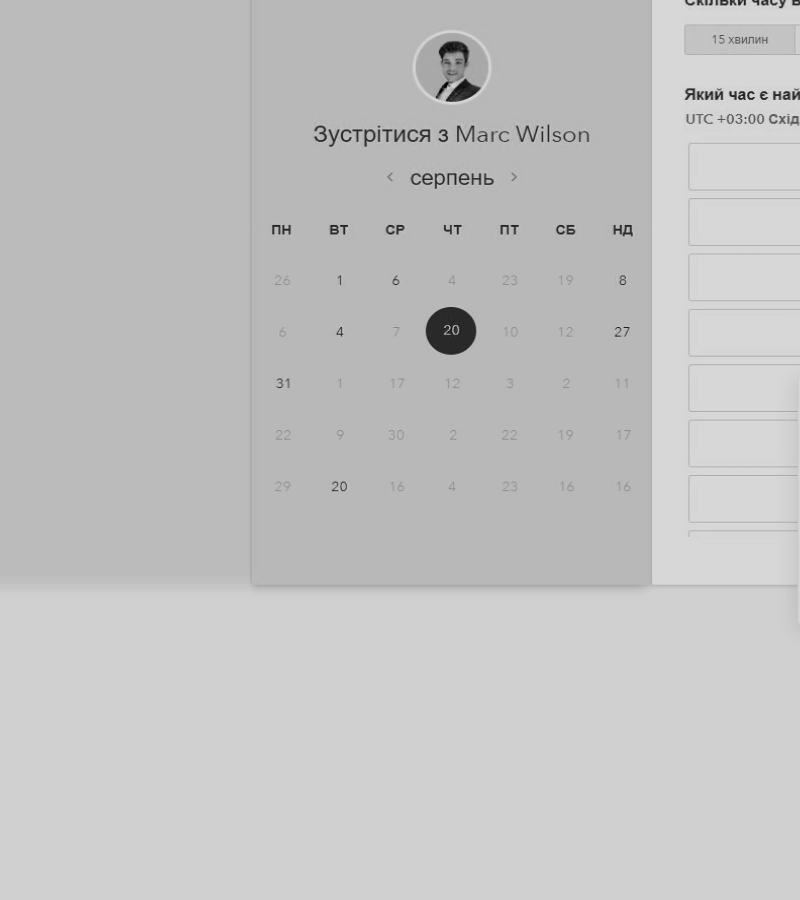 Скільки часу в
15 хвилин
Який час є най
UTC +03:00 Схід
Зустрітися з Marc Wilson
< серпень >
ПН ВТ СР ЧТ ПТ СБ НД
26 1 6 4 23 19 8
6 4 7 20 10 12 27
31 1 17 12 3 2 11
22 9 30 2 22 19 17
29 20 16 4 23 16 16